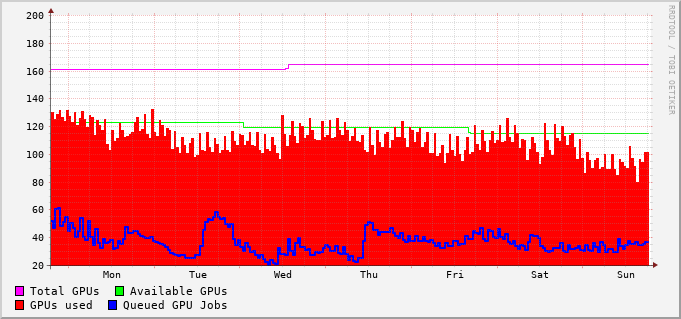 200
180
160
140
120
100
80
60
40
20
Mon Tue Wed Thu Fri Sat Sun
Total GPUs Available GPUs
GPUs used Queued GPU Jobs
RRDTOOL / TOBI OETIKER